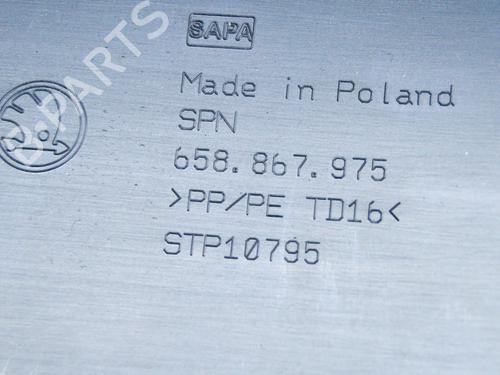 SAPA
Made in Poland
SPN
658.867.975
>PP/PE TD16<
STP10795
B-PARTS